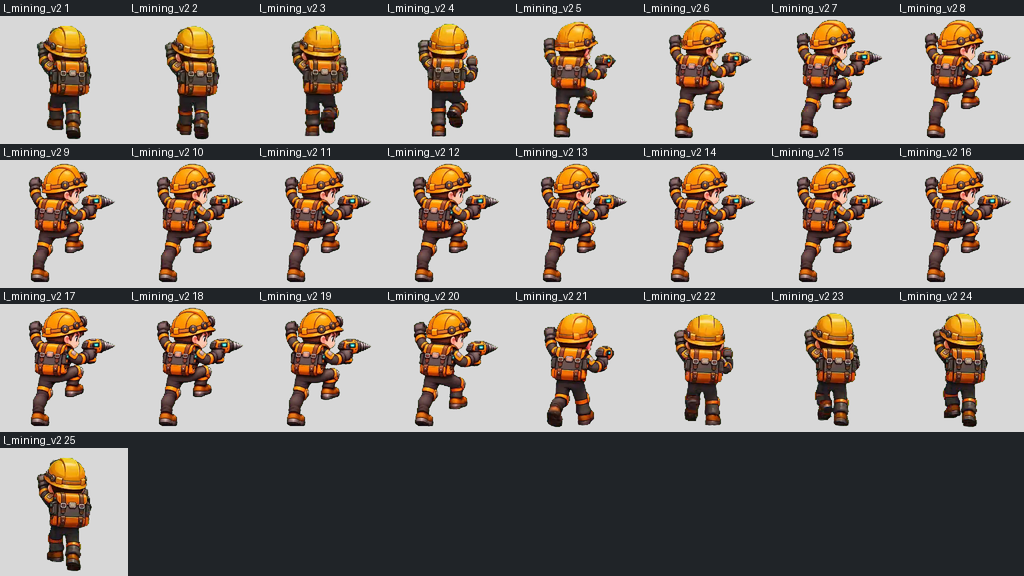 l_mining_v2 1
l_mining_v2 2
l_mining_v2 3
l_mining_v2 4
l_mining_v2 5
l_mining_v2 6
l_mining_v2 7
l_mining_v2 8
l_mining_v2 9
l_mining_v2 10
l_mining_v2 11
l_mining_v2 12
l_mining_v2 13
l_mining_v2 14
l_mining_v2 15
l_mining_v2 16
l_mining_v2 17
l_mining_v2 18
l_mining_v2 19
l_mining_v2 20
l_mining_v2 21
l_mining_v2 22
l_mining_v2 23
l_mining_v2 24
l_mining_v2 25